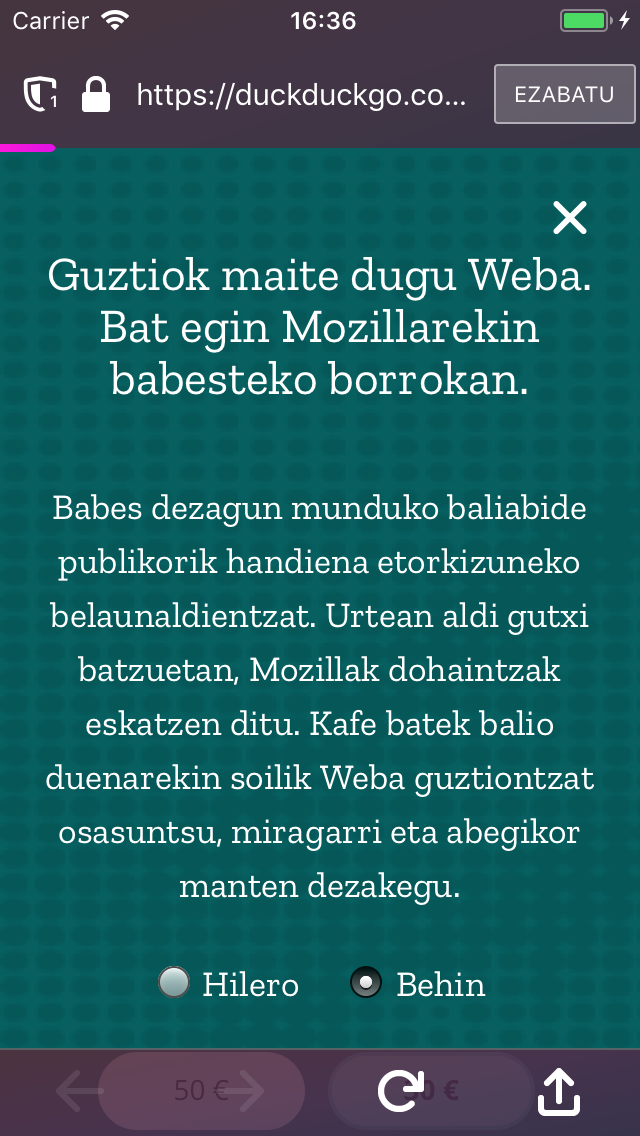 Carrier 16:36
1 https://duckduckgo.co... EZABATU
Guztiok maite dugu Weba.
Bat egin Mozillarekin
babesteko borrokan.
Babes dezagun munduko baliabide
publikorik handiena etorkizuneko
belaunaldientzat. Urtean aldi gutxi
batzuetan, Mozillak dohaintzak
eskatzen ditu. Kafe batek balio
duenarekin soilik Weba guztiontzat
osasuntsu, miragarri eta abegikor
manten dezakegu.
Hilero Behin
50 €